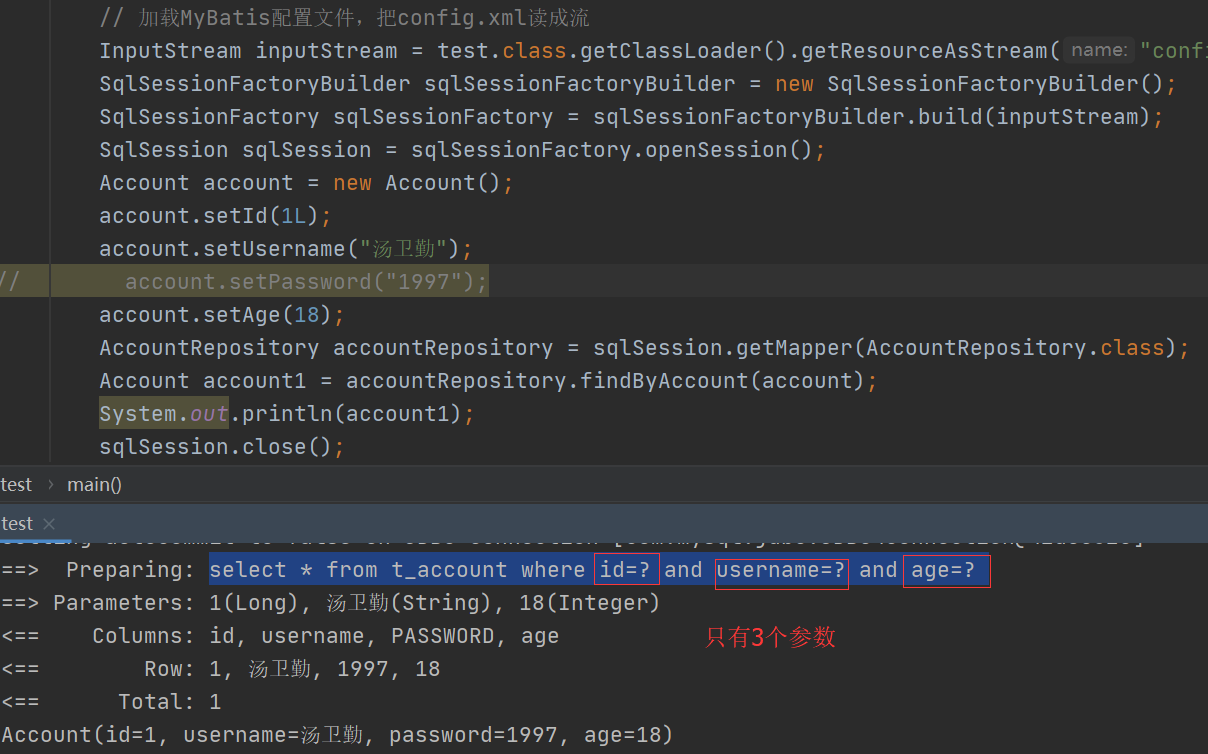 // 加载MyBatis配置文件，把config.xml读成流
InputStream inputStream = test.class.getClassLoader().getResourceAsStream( name: "conf
SqlSessionFactoryBuilder sqlSessionFactoryBuilder = new SqlSessionFactoryBuilder();
SqlSessionFactory sqlSessionFactory = sqlSessionFactoryBuilder.build(inputStream);
SqlSession sqlSession = sqlSessionFactory.openSession();
Account account = new Account();
account.setId(1L);
account.setUsername("汤卫勤");
// account.setPassword("1997");
account.setAge(18);
AccountRepository accountRepository = sqlSession.getMapper(AccountRepository.class);
Account account1 = accountRepository.findByAccount(account);
System.out.println(account1);
sqlSession.close();
test › main()
test ×
==> Preparing: select * from t_account where id=? and username=? and age=?
==> Parameters: 1(Long), 汤卫勤(String), 18(Integer)
<== Columns: id, username, PASSWORD, age
只有3个参数
<== Row: 1, 汤卫勤, 1997, 18
<== Total: 1
Account(id=1, username=汤卫勤, password=1997, age=18)